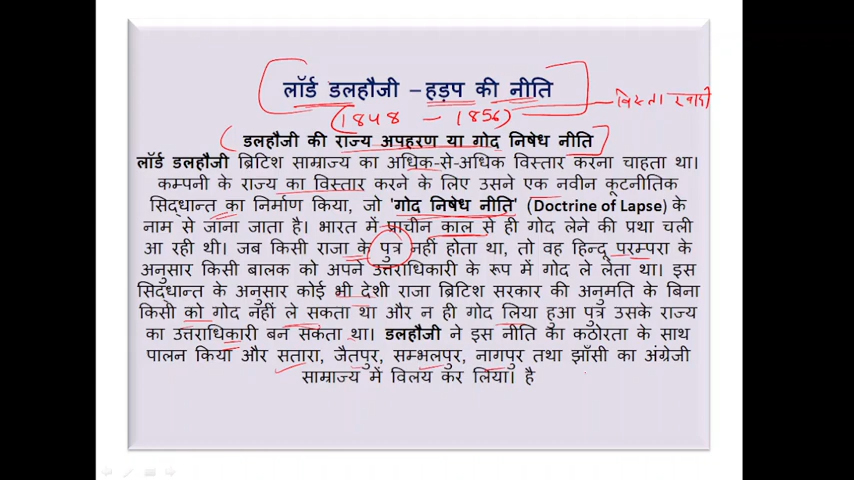 लॉर्ड डलहौजी – हड़प की नीति
विस्तारवादी
(1848 – 1856)
डलहौजी की राज्य अपहरण या गोद निषेध नीति
लॉर्ड डलहौजी ब्रिटिश साम्राज्य का अधिक-से-अधिक विस्तार करना चाहता था।
कम्पनी के राज्य का विस्तार करने के लिए उसने एक नवीन कूटनीतिक
सिद्धान्त का निर्माण किया, जो 'गोद निषेध नीति' (Doctrine of Lapse) के
नाम से जाना जाता है। भारत में प्राचीन काल से ही गोद लेने की प्रथा चली
आ रही थी। जब किसी राजा के पुत्र नहीं होता था, तो वह हिन्दू परम्परा के
अनुसार किसी बालक को अपने उत्तराधिकारी के रूप में गोद ले लेता था। इस
सिद्धान्त के अनुसार कोई भी देशी राजा ब्रिटिश सरकार की अनुमति के बिना
किसी को गोद नहीं ले सकता था और न ही गोद लिया हुआ पुत्र उसके राज्य
का उत्तराधिकारी बन सकता था। डलहौजी ने इस नीति का कठोरता के साथ
पालन किया और सतारा, जैतपुर, सम्भलपुर, नागपुर तथा झाँसी का अंग्रेजी
साम्राज्य में विलय कर लिया। है